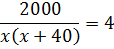 2000
x(x + 40) = 4